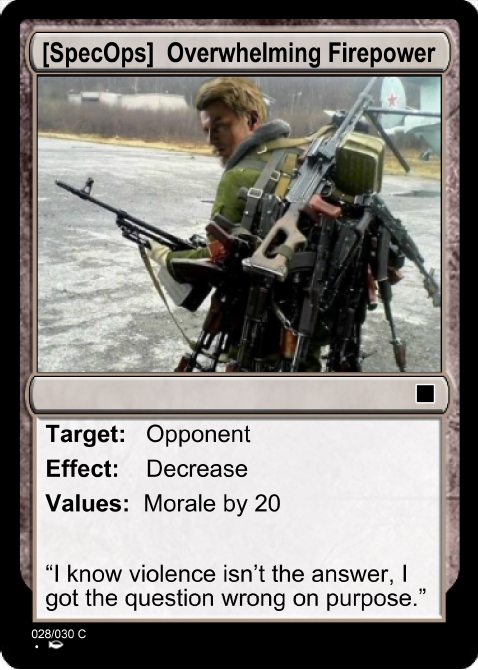 [SpecOps] Overwhelming Firepower
Target: Opponent
Effect: Decrease
Values: Morale by 20
“I know violence isn’t the answer, I
got the question wrong on purpose.”
028/030 C